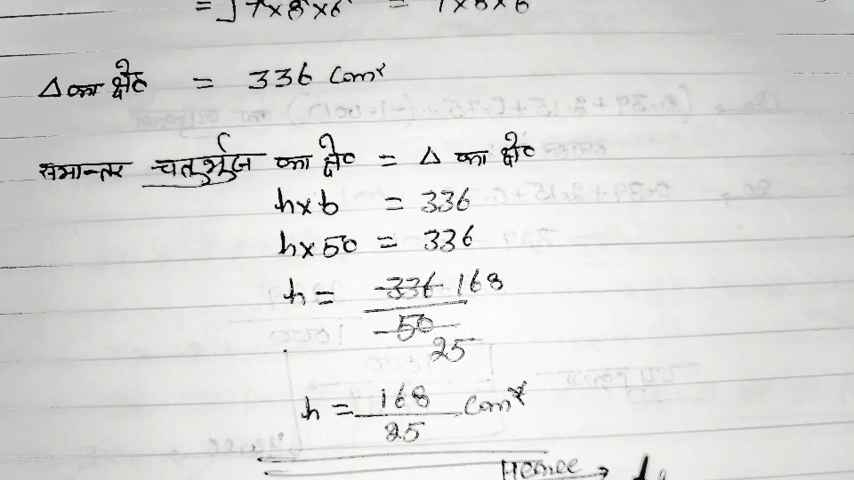 = √7×8×6 = 7×8×6
△ का क्षे० = 336 cm²
समान्तर चतुर्भुज का क्षे० = △ का क्षे०
h×b = 336
h×50 = 336
h = 336 168
50
25
h = 168 cm²
25
Hence →